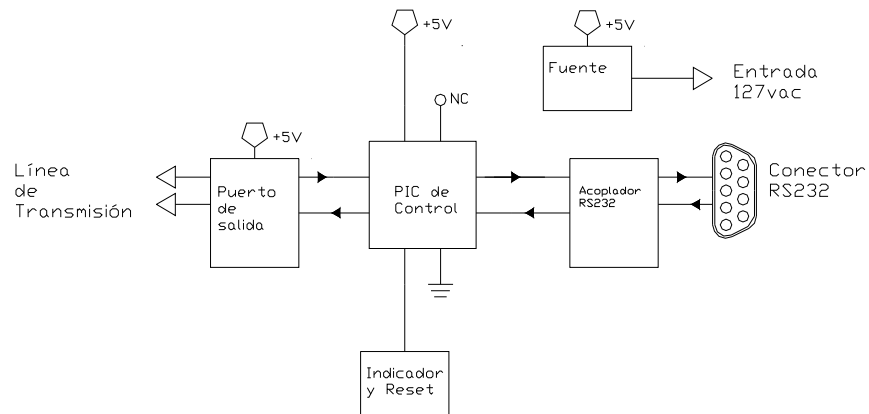 +5V
+5V
Fuente
Entrada
127vac
NC
+5V
Línea
de
Transmisión
Puerto
de
salida
PIC de
Control
Acoplador
RS232
Conector
RS232
Indicador
y Reset